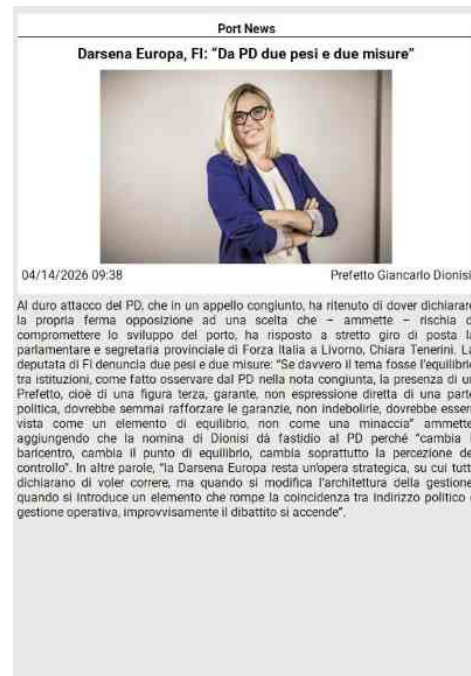 Port News
Darsena Europa, FI: “Da PD due pesi e due misure”
04/14/2026 09:38
Prefetto Giancarlo Dionisi
Al duro attacco del PD, che in un appello congiunto, ha ritenuto di dover dichiarare
la propria ferma opposizione ad una scelta che – ammette – rischia
compromettere lo sviluppo del porto, ha risposto a stretto giro di posta
parlamentare e segretaria provinciale di Forza Italia a Livorno, Chiara Tenerini.
deputata di FI denuncia due pesi e due misure: “Se davvero il tema fosse l’equilibrio
tra istituzioni, come fatto osservare dal PD nella nota congiunta, la presenza di
Prefetto, cioè di una figura terza, garante, non espressione diretta di una parte
politica, dovrebbe semmai rafforzare le garanzie, non indebolirle, dovrebbe essere
vista come un elemento di equilibrio, non come una minaccia” ammette
aggiungendo che la nomina di Dionisi dà fastidio al PD perché “cambia
baricentro, cambia il punto di equilibrio, cambia soprattutto la percezione del
controllo”. In altre parole, “la Darsena Europa resta un’opera strategica, su cui tutti
dichiarano di voler correre, ma quando si modifica l’architettura della gestione,
quando si introduce un elemento che rompe la coincidenza tra indirizzo politico
gestione operativa, improvvisamente il dibattito si accende”.